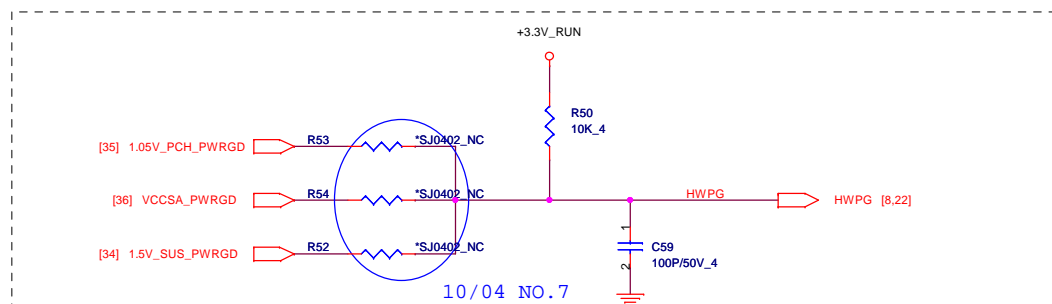 +3.3V_RUN
R50
10K_4
[35] 1.05V_PCH_PWRGD
R53
*SJ0402_NC
[36] VCCSA_PWRGD
R54
*SJ0402_NC
HWPG
HWPG [8,22]
[34] 1.5V_SUS_PWRGD
R52
*SJ0402_NC
1
2
C59
100P/50V_4
10/04 NO.7